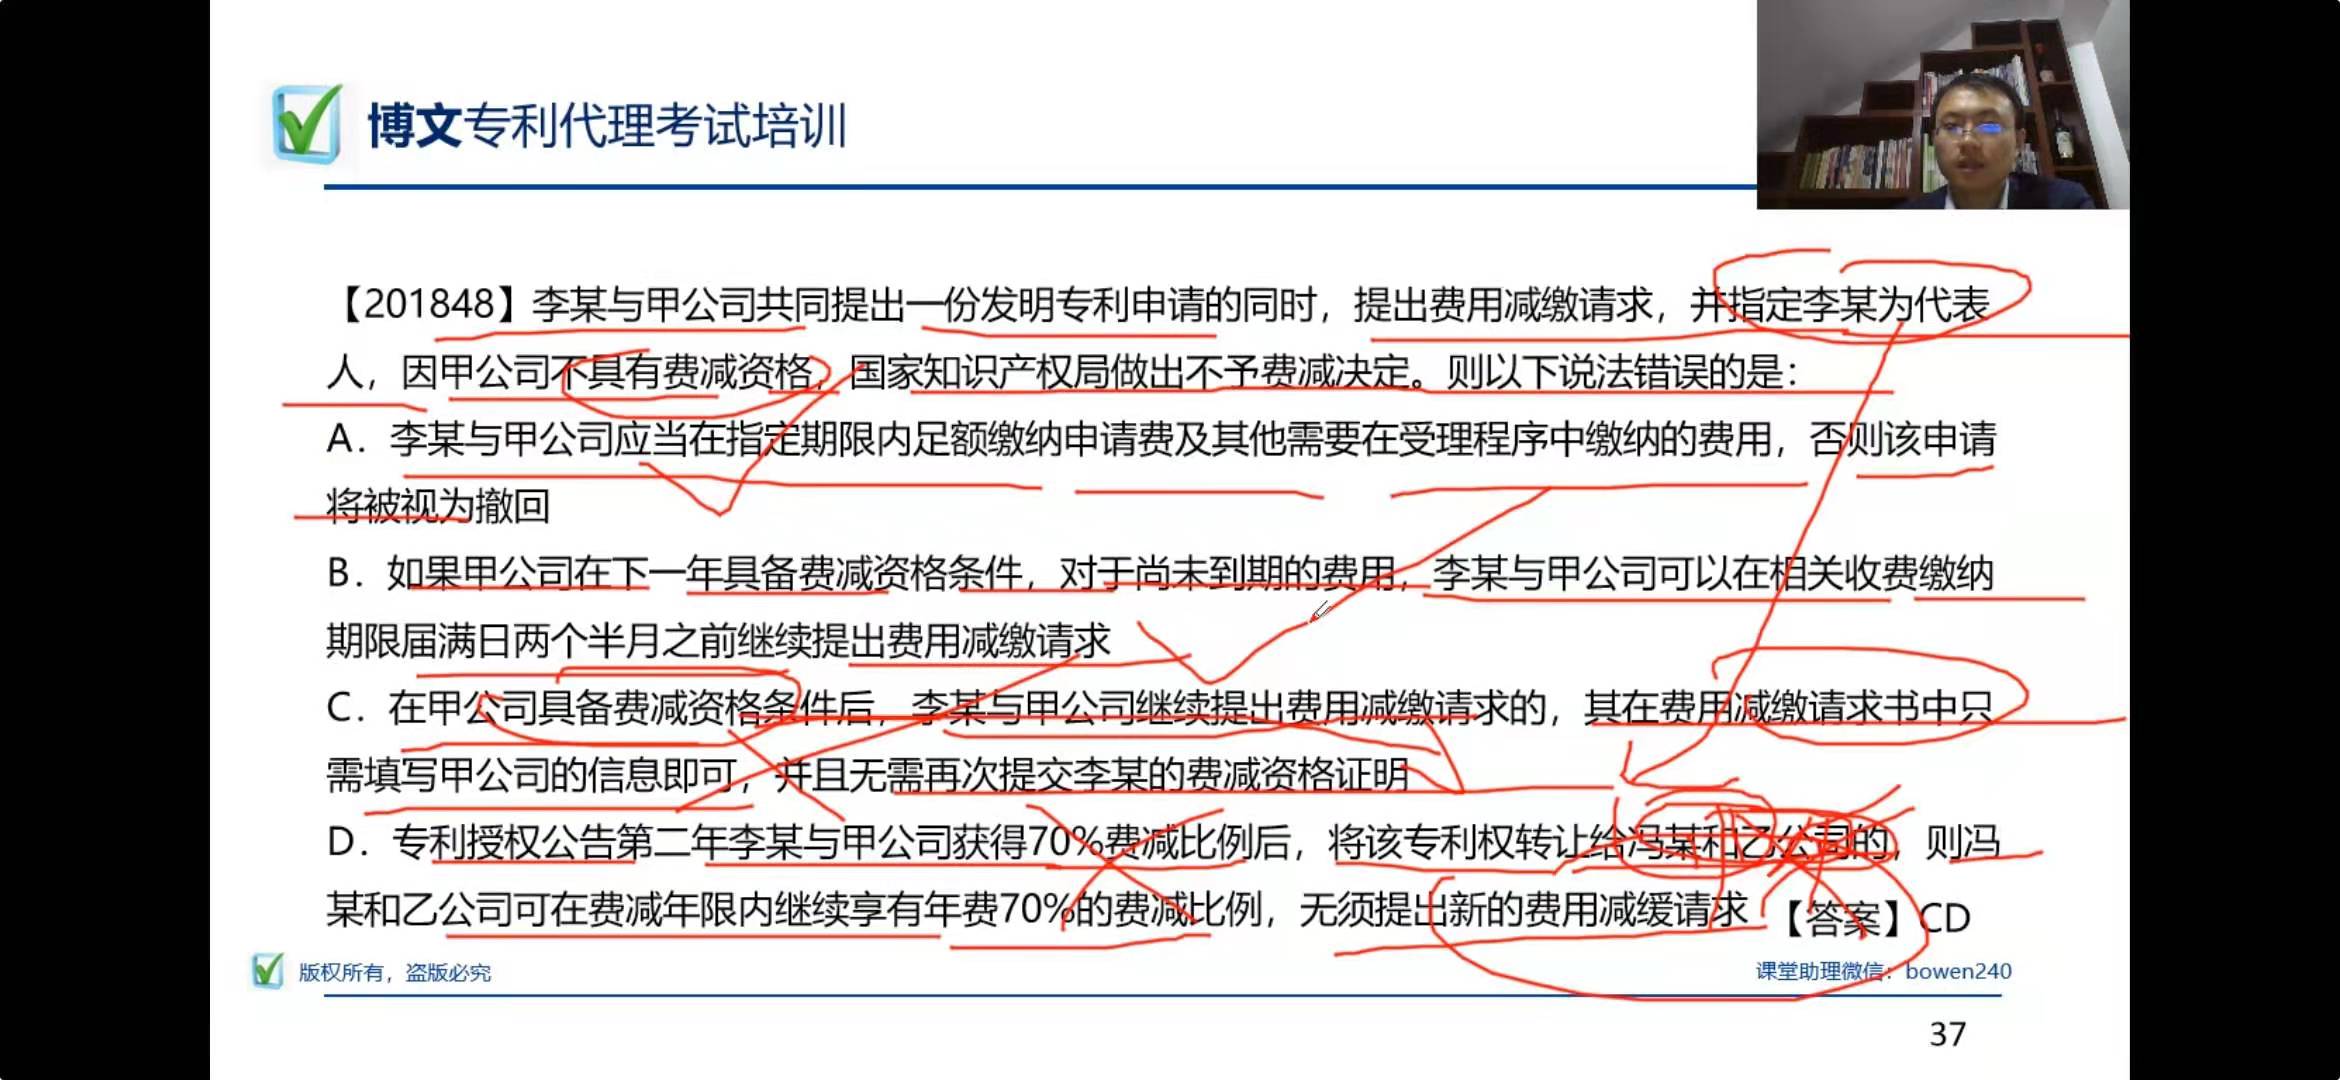 博文专利代理考试培训
【201848】李某与甲公司共同提出一份发明专利申请的同时，提出费用减缴请求，并指定李某为代表
人，因甲公司不具有费减资格，国家知识产权局做出不予费减决定。则以下说法错误的是：
A．李某与甲公司应当在指定期限内足额缴纳申请费及其他需要在受理程序中缴纳的费用，否则该申请
将被视为撤回
B．如果甲公司在下一年具备费减资格条件，对于尚未到期的费用，李某与甲公司可以在相关收费缴纳
期限届满日两个半月之前继续提出费用减缴请求
C．在甲公司具备费减资格条件后，李某与甲公司继续提出费用减缴请求的，其在费用减缴请求书中只
需填写甲公司的信息即可，并且无需再次提交李某的费减资格证明
D．专利授权公告第二年李某与甲公司获得70%费减比例后，将该专利权转让给冯某和乙公司的，则冯
某和乙公司可在费减年限内继续享有年费70%的费减比例，无须提出新的费用减缓请求 【答案】CD
版权所有，盗版必究
课堂助理微信：bowen240
37